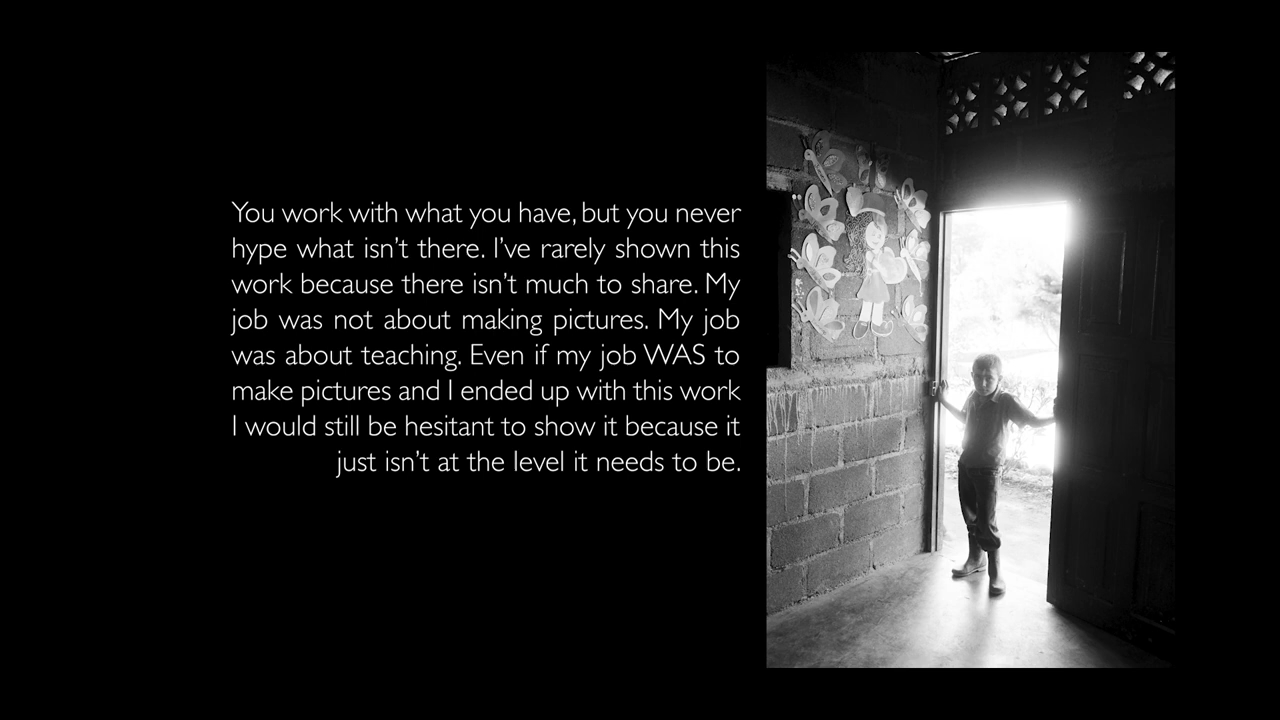 You work with what you have, but you never
hype what isn't there. I've rarely shown this
work because there isn't much to share. My
job was not about making pictures. My job
was about teaching. Even if my job WAS to
make pictures and I ended up with this work
I would still be hesitant to show it because it
just isn't at the level it needs to be.